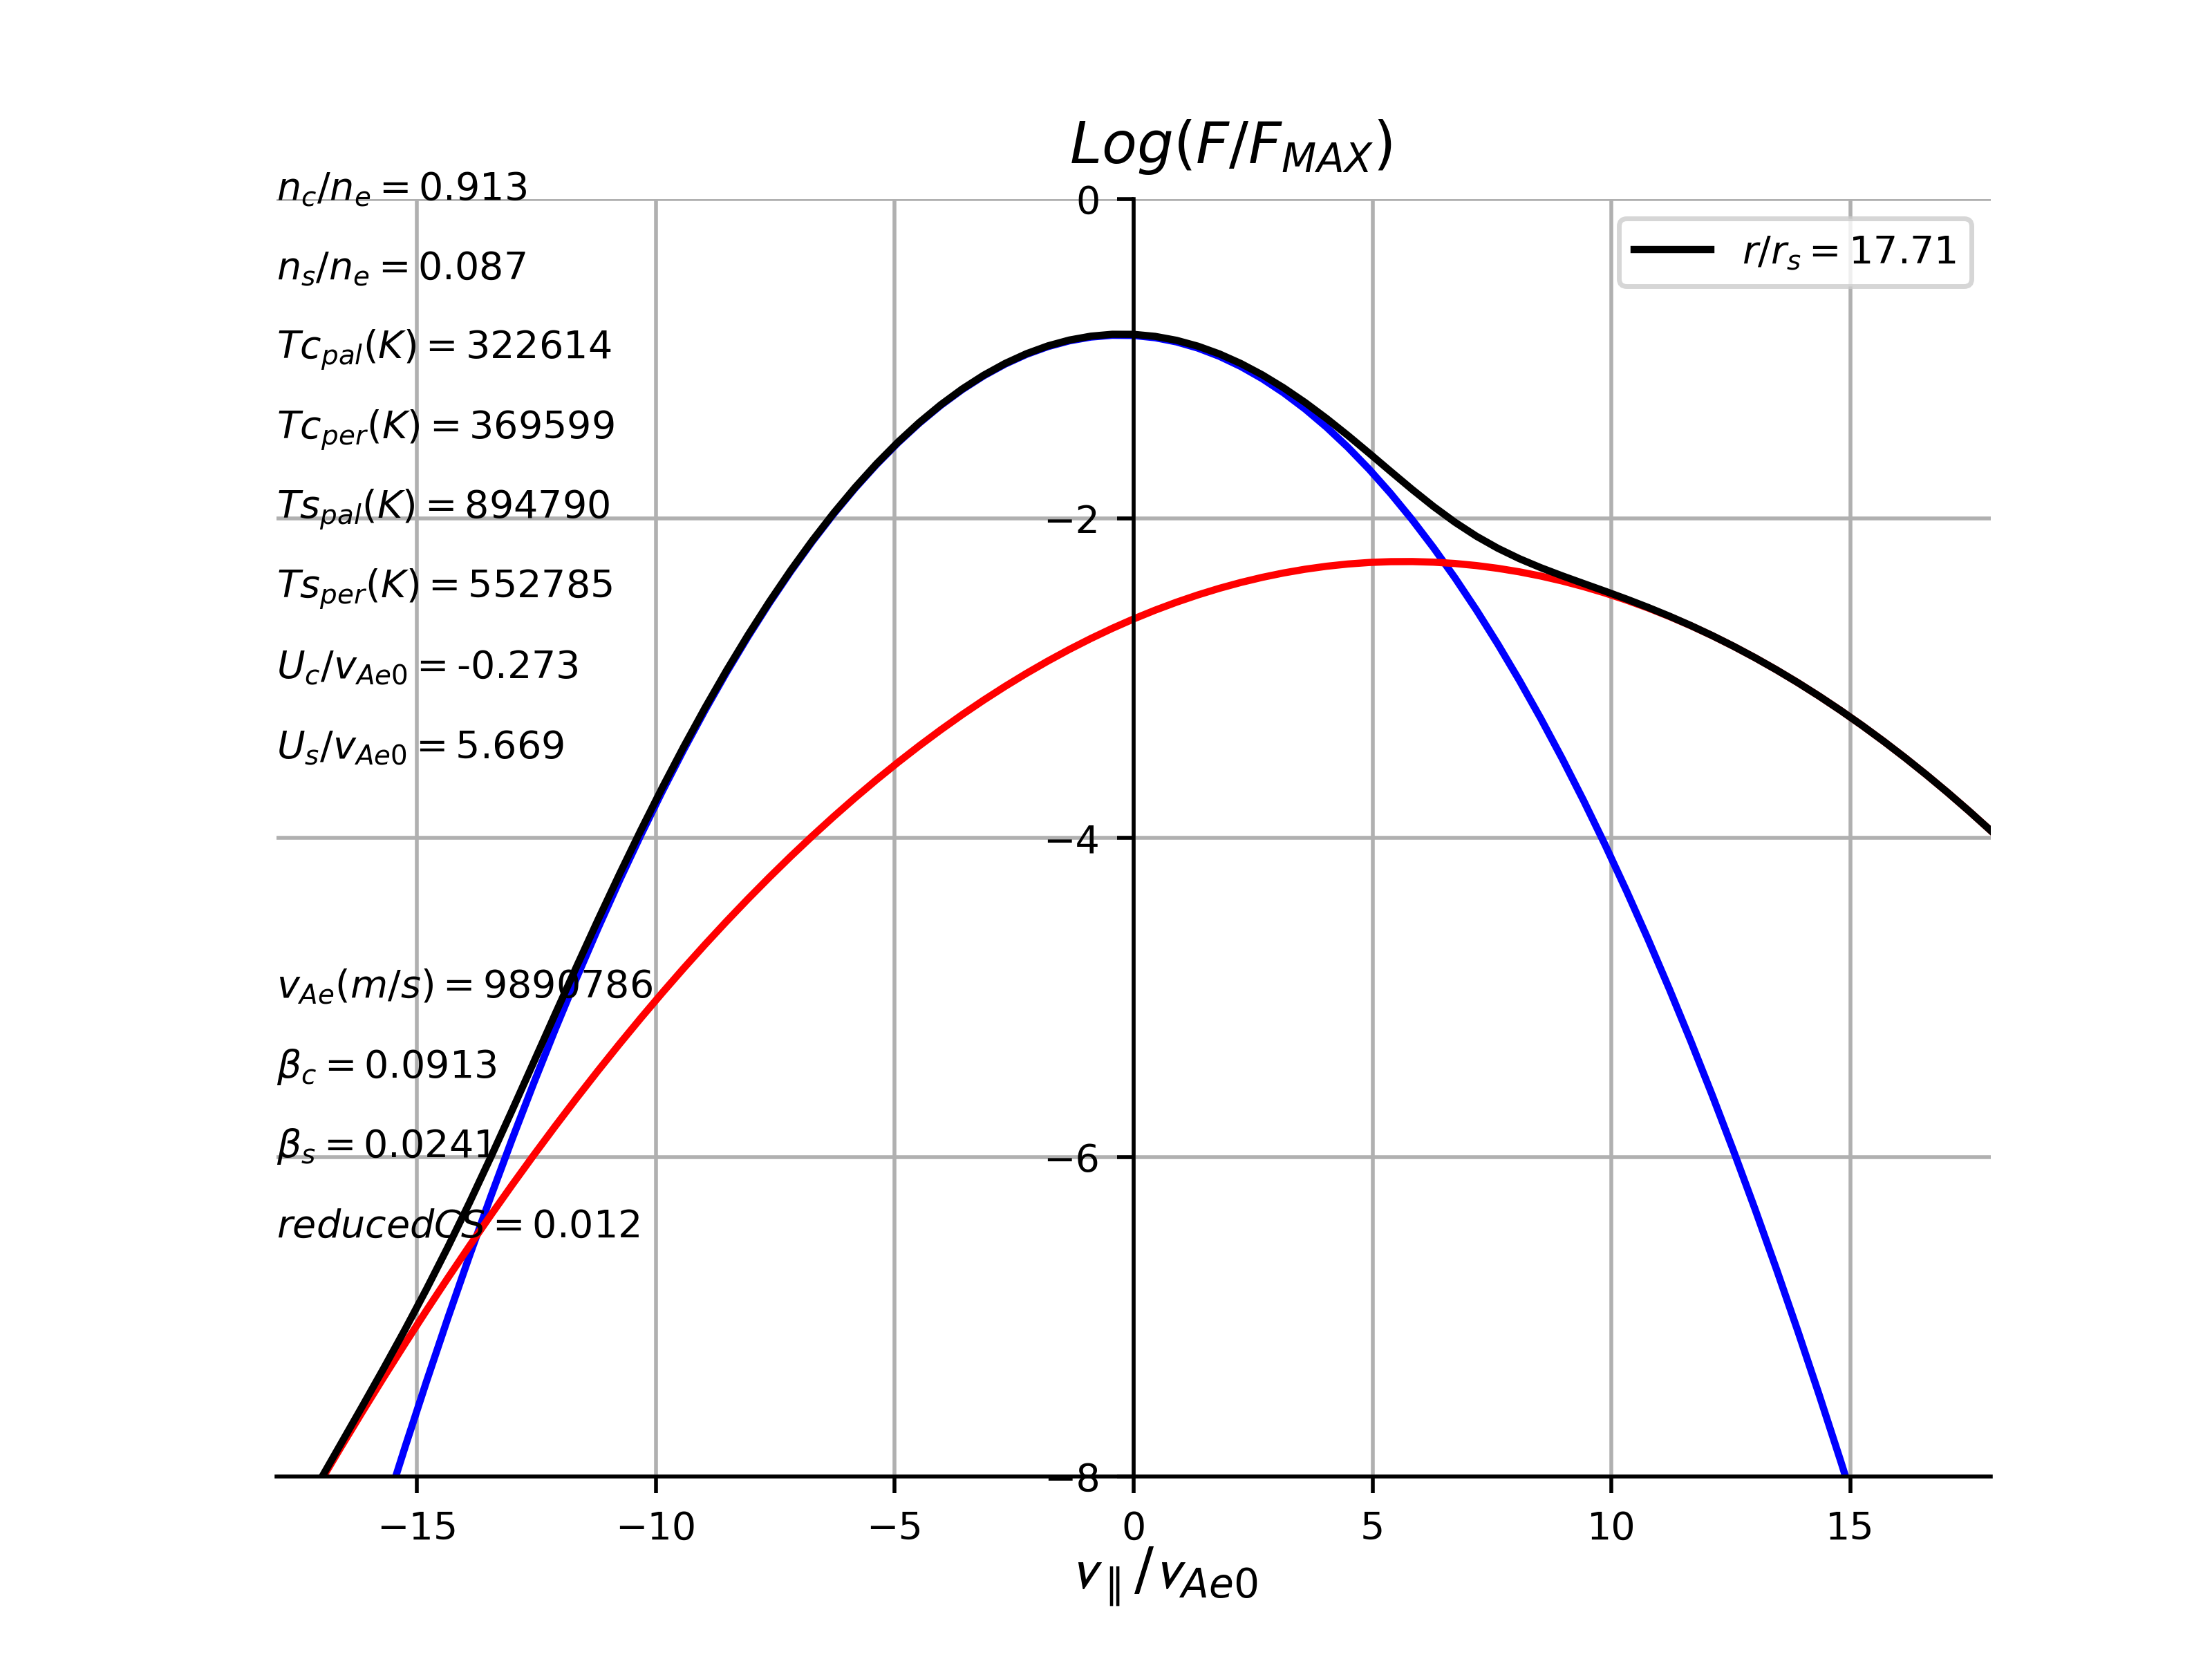 Log(F/F_MAX)
n_c/n_e = 0.913
n_s/n_e = 0.087
Tc_pal(K) = 322614
Tc_per(K) = 369599
Ts_pal(K) = 894790
Ts_per(K) = 552785
U_c/v_Ae0 = -0.273
U_s/v_Ae0 = 5.669
v_Ae(m/s) = 9890786
β_c = 0.0913
β_s = 0.0241
reducedCS = 0.012
r/r_s = 17.71
0
−2
−4
−6
−8
−15 −10 −5 0 5 10 15
v_∥/v_Ae0